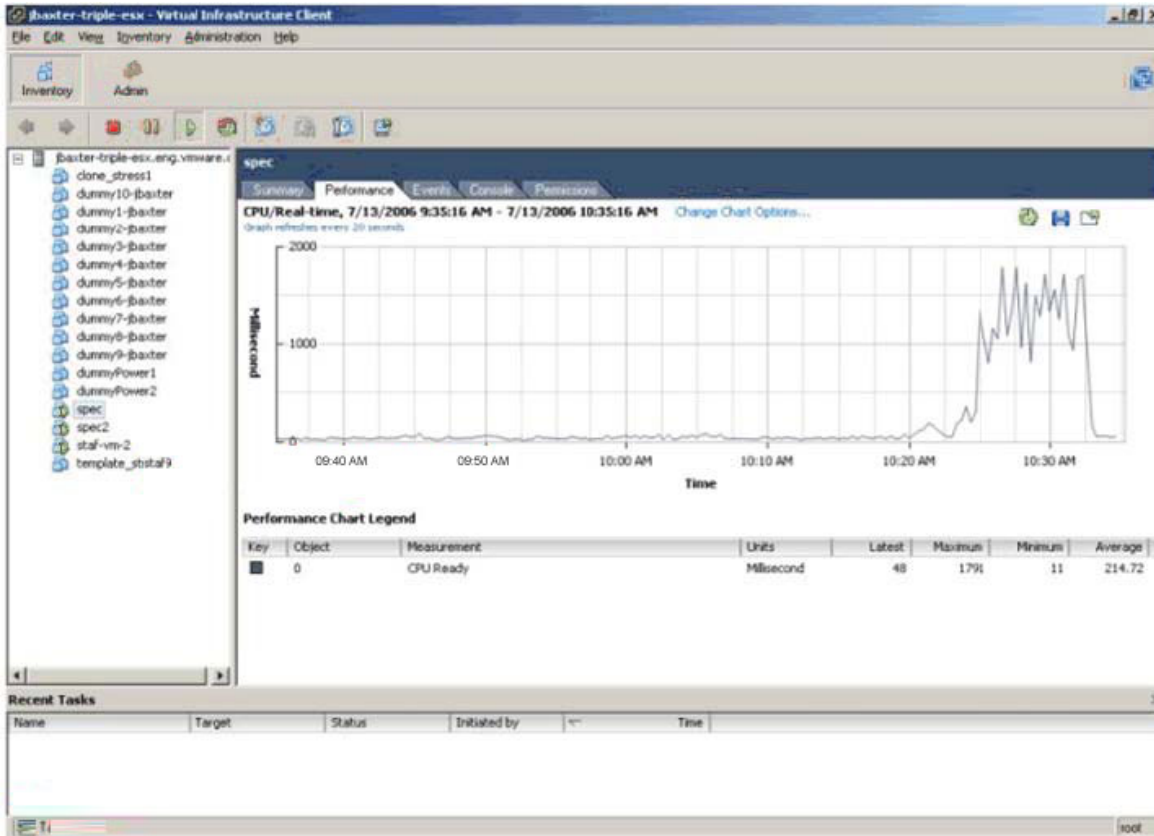 jbaxter-triple-esx - Virtual Infrastructure Client
File Edit View Inventory Administration Help
Inventory Admin
jbaxter-triple-esx.eng.vmware.c
clone_stress1
dummy10-jbaxter
dummy1-jbaxter
dummy2-jbaxter
dummy3-jbaxter
dummy4-jbaxter
dummy5-jbaxter
dummy6-jbaxter
dummy7-jbaxter
dummy8-jbaxter
dummy9-jbaxter
dummyPower1
dummyPower2
spec
spec2
staf-vm-2
template_sbstaf9
spec
Summary Performance Events Console Permissions
CPU/Real-time, 7/13/2006 9:35:16 AM - 7/13/2006 10:35:16 AM Change Chart Options...
Graph refreshes every 20 seconds
2000
1000
0
Millisecond
09:40 AM 09:50 AM 10:00 AM 10:10 AM 10:20 AM 10:30 AM
Time
Performance Chart Legend
Key Object Measurement Units Latest Maximum Minimum Average
0 CPU Ready Millisecond 48 1791 11 214.72
Recent Tasks
Name Target Status Initiated by Time
root